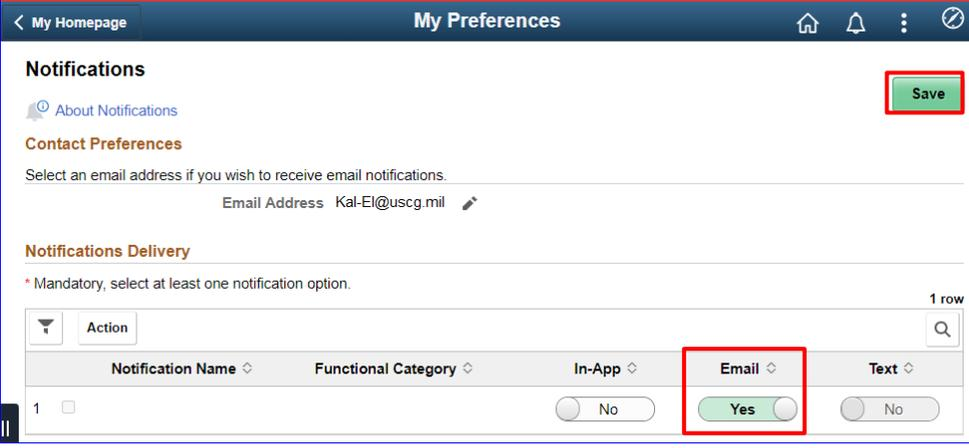 My Homepage My Preferences
Notifications
Save
About Notifications
Contact Preferences
Select an email address if you wish to receive email notifications.
Email Address Kal-El@uscg.mil
Notifications Delivery
* Mandatory, select at least one notification option.
1 row
Action
Notification Name Functional Category In-App Email Text
1 No Yes No